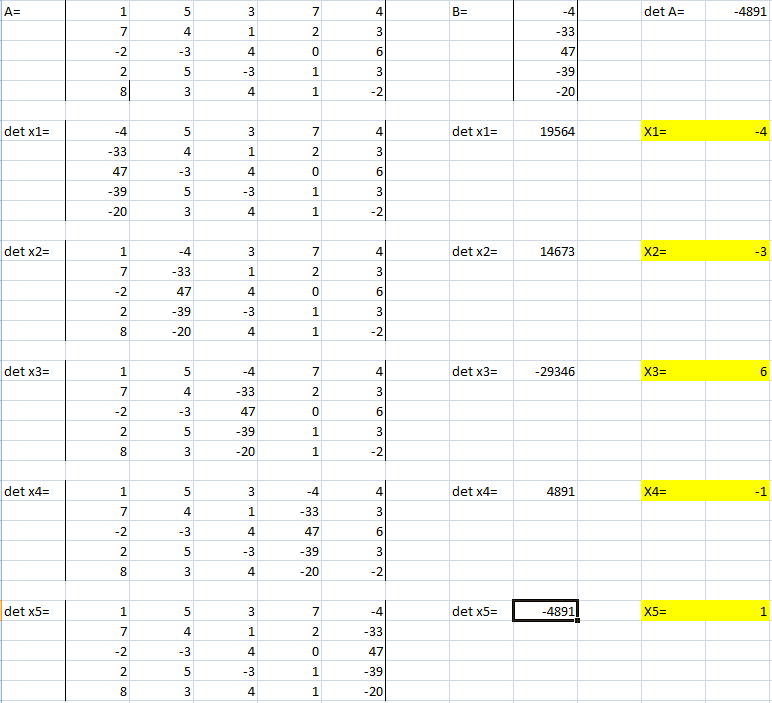 A= 1 5 3 7 4 B= -4 det A= -4891
7 4 1 2 3 -33
-2 -3 4 0 6 47
2 5 -3 1 3 -39
8 3 4 1 -2 -20
det x1= -4 5 3 7 4 det x1= 19564 X1= -4
-33 4 1 2 3
47 -3 4 0 6
-39 5 -3 1 3
-20 3 4 1 -2
det x2= 1 -4 3 7 4 det x2= 14673 X2= -3
7 -33 1 2 3
-2 47 4 0 6
2 -39 -3 1 3
8 -20 4 1 -2
det x3= 1 5 -4 7 4 det x3= -29346 X3= 6
7 4 -33 2 3
-2 -3 47 0 6
2 5 -39 1 3
8 3 -20 1 -2
det x4= 1 5 3 -4 4 det x4= 4891 X4= -1
7 4 1 -33 3
-2 -3 4 47 6
2 5 -3 -39 3
8 3 4 -20 -2
det x5= 1 5 3 7 -4 det x5= -4891 X5= 1
7 4 1 2 -33
-2 -3 4 0 47
2 5 -3 1 -39
8 3 4 1 -20